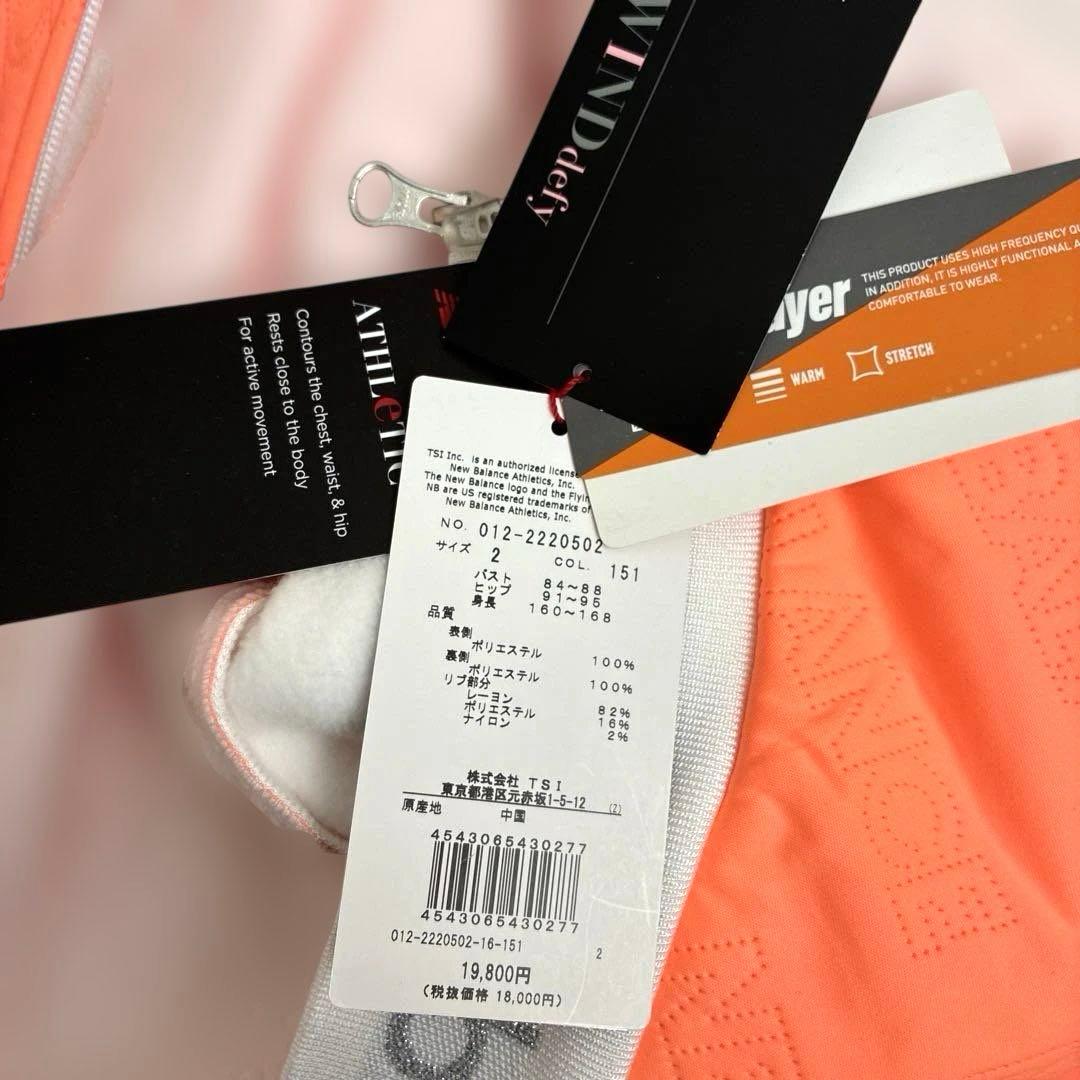 WIND
defy
THIS PRODUCT USES HIGH FREQUENCY
IN ADDITION, IT IS HIGHLY FUNCTIONAL
COMFORTABLE TO WEAR.
WARM
STRETCH
ATHLeTIC
Contours the chest, waist, & hip
Rests close to the body
For active movement
TSI Inc. is an authorized
New Balance Athletics, Inc.
The New Balance logo and the
NB are US registered trademarks of
New Balance Athletics, Inc.
NO. 012-2220502
サイズ 2 COL. 151
バスト 84~88
ヒップ 91~95
身長 160~168
品質
表側
ポリエステル 100%
裏側
ポリエステル 100%
リブ部分
レーヨン 82%
ポリエステル 16%
ナイロン 2%
株式会社 TSI
東京都港区元赤坂1-5-12 (Z)
原産地 中国
4543065430277
4543065430277
012-2220502-16-151 2
19,800円
(税抜価格 18,000円)